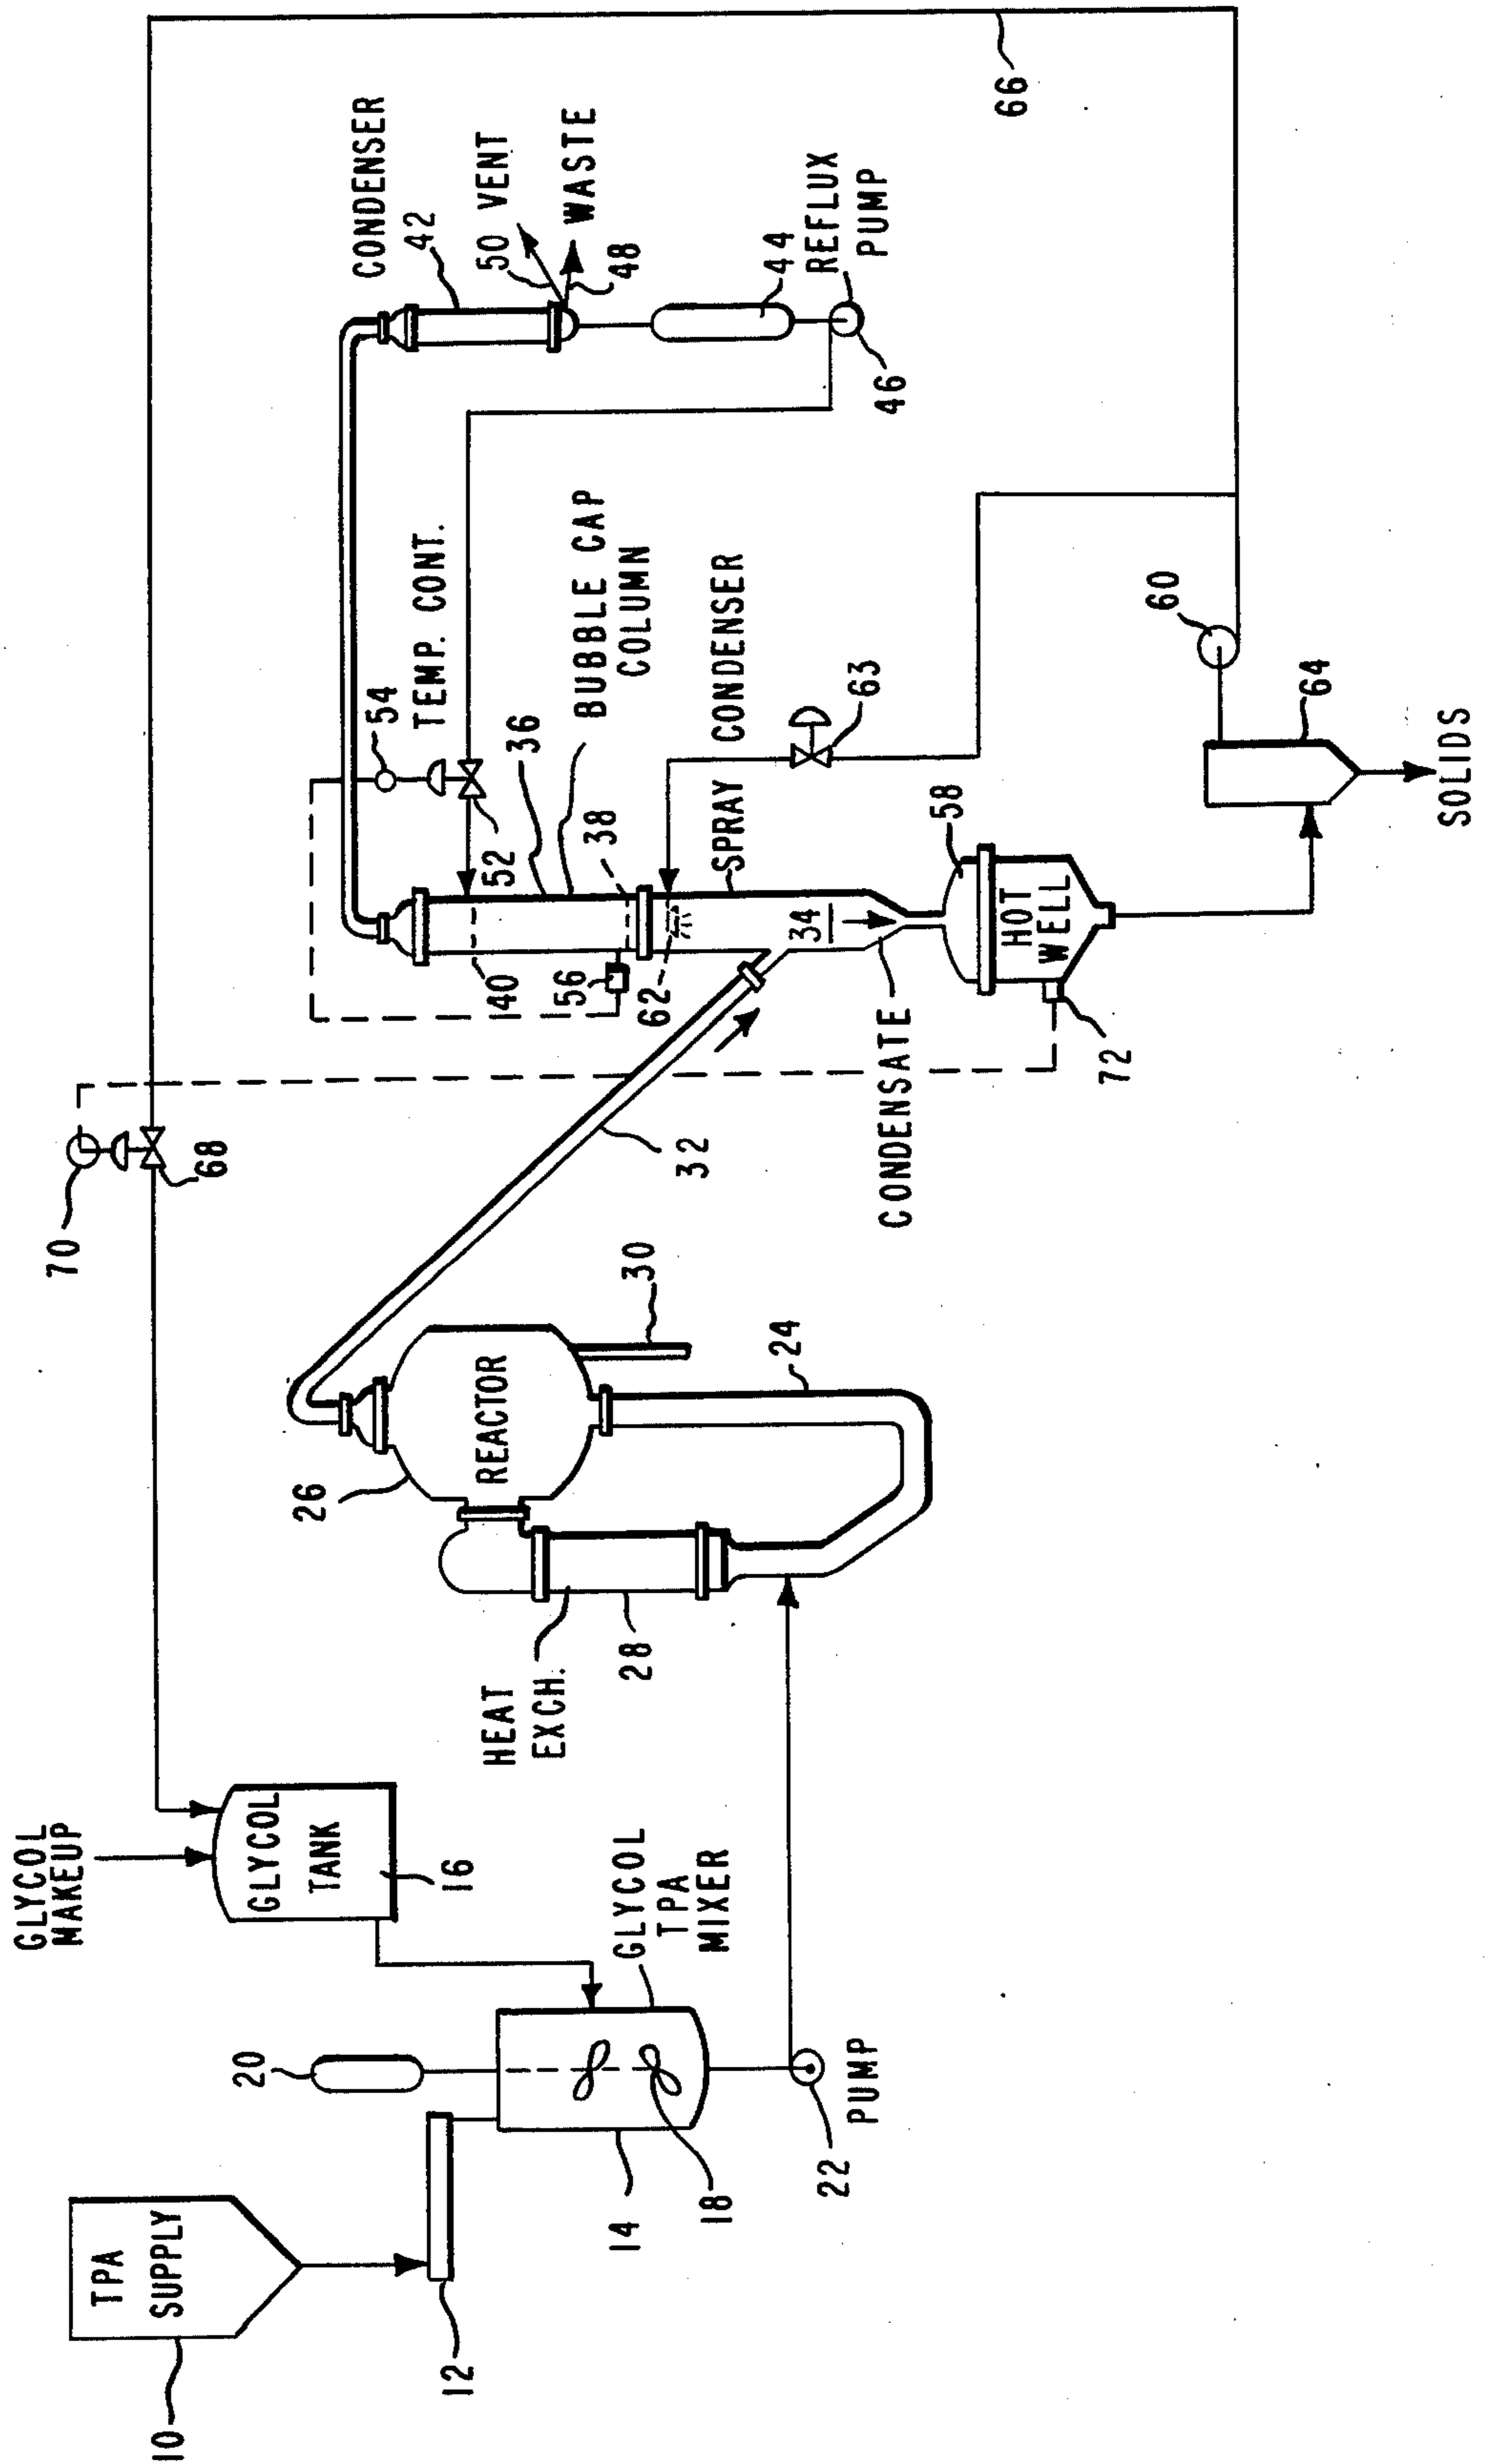 10
TPA
SUPPLY
12
GLYCOL
MAKEUP
GLYCOL
TANK
16
20
14
18
GLYCOL
TPA
MIXER
22
PUMP
HEAT
EXCH.
28
26
REACTOR
30
24
32
70
68
CONDENSATE
72
HOT
WELL
58
34
SPRAY CONDENSER
62
56
40
38
52
36
BUBBLE CAP
COLUMN
54
TEMP. CONT.
63
60
64
SOLIDS
CONDENSER
42
50 VENT
WASTE
48
44
REFLUX
PUMP
46
66